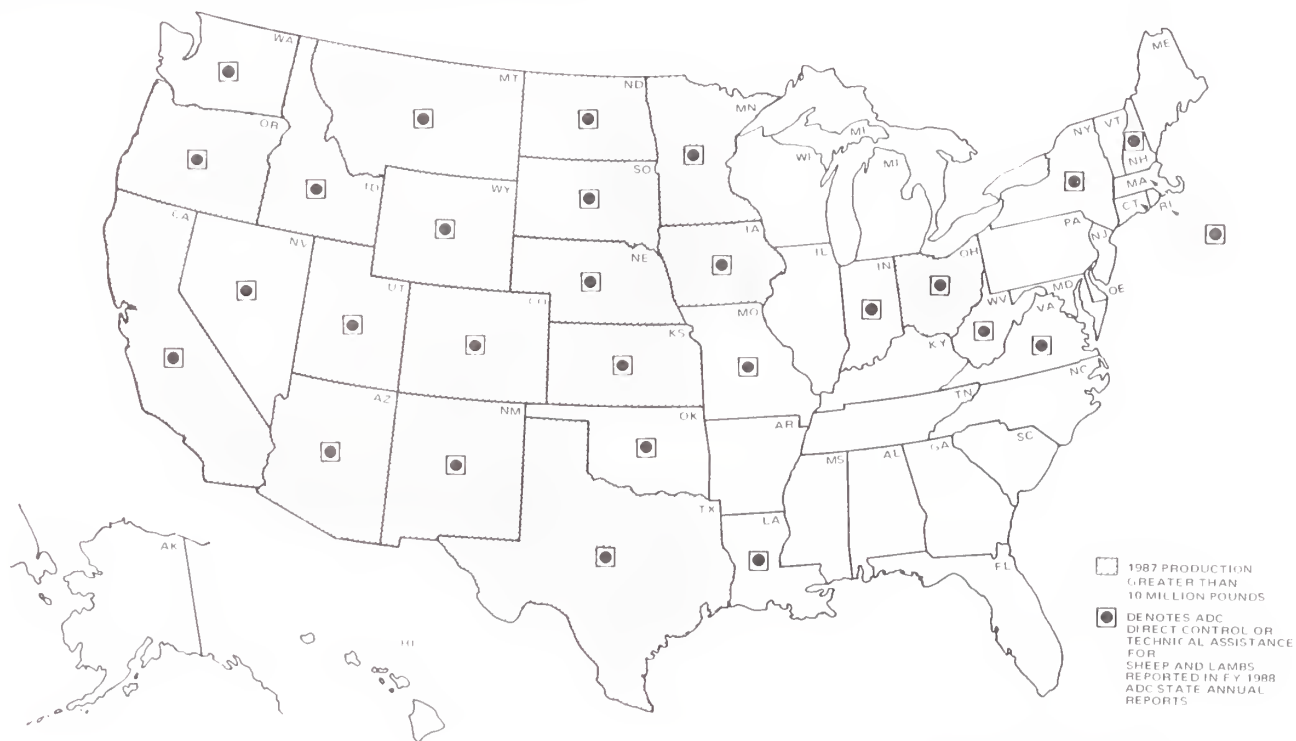 WA
ME
MT
ND
MN
OR
NY
VT
MI
WI
MI
NH
SO
ID
WY
MA
CT
RI
CA
PA
IA
NJ
NV
NE
IL
IN
OH
UT
CO
MD
OE
WV
VA
MO
KS
KY
NC
AZ
NM
OK
TN
AR
SC
MS
AL
GA
TX
LA
AK
FL
HI
1987 PRODUCTION
GREATER THAN
10 MILLION POUNDS
DENOTES ADC
DIRECT CONTROL OR
TECHNICAL ASSISTANCE
FOR
SHEEP AND LAMBS
REPORTED IN FY 1988
ADC STATE ANNUAL
REPORTS